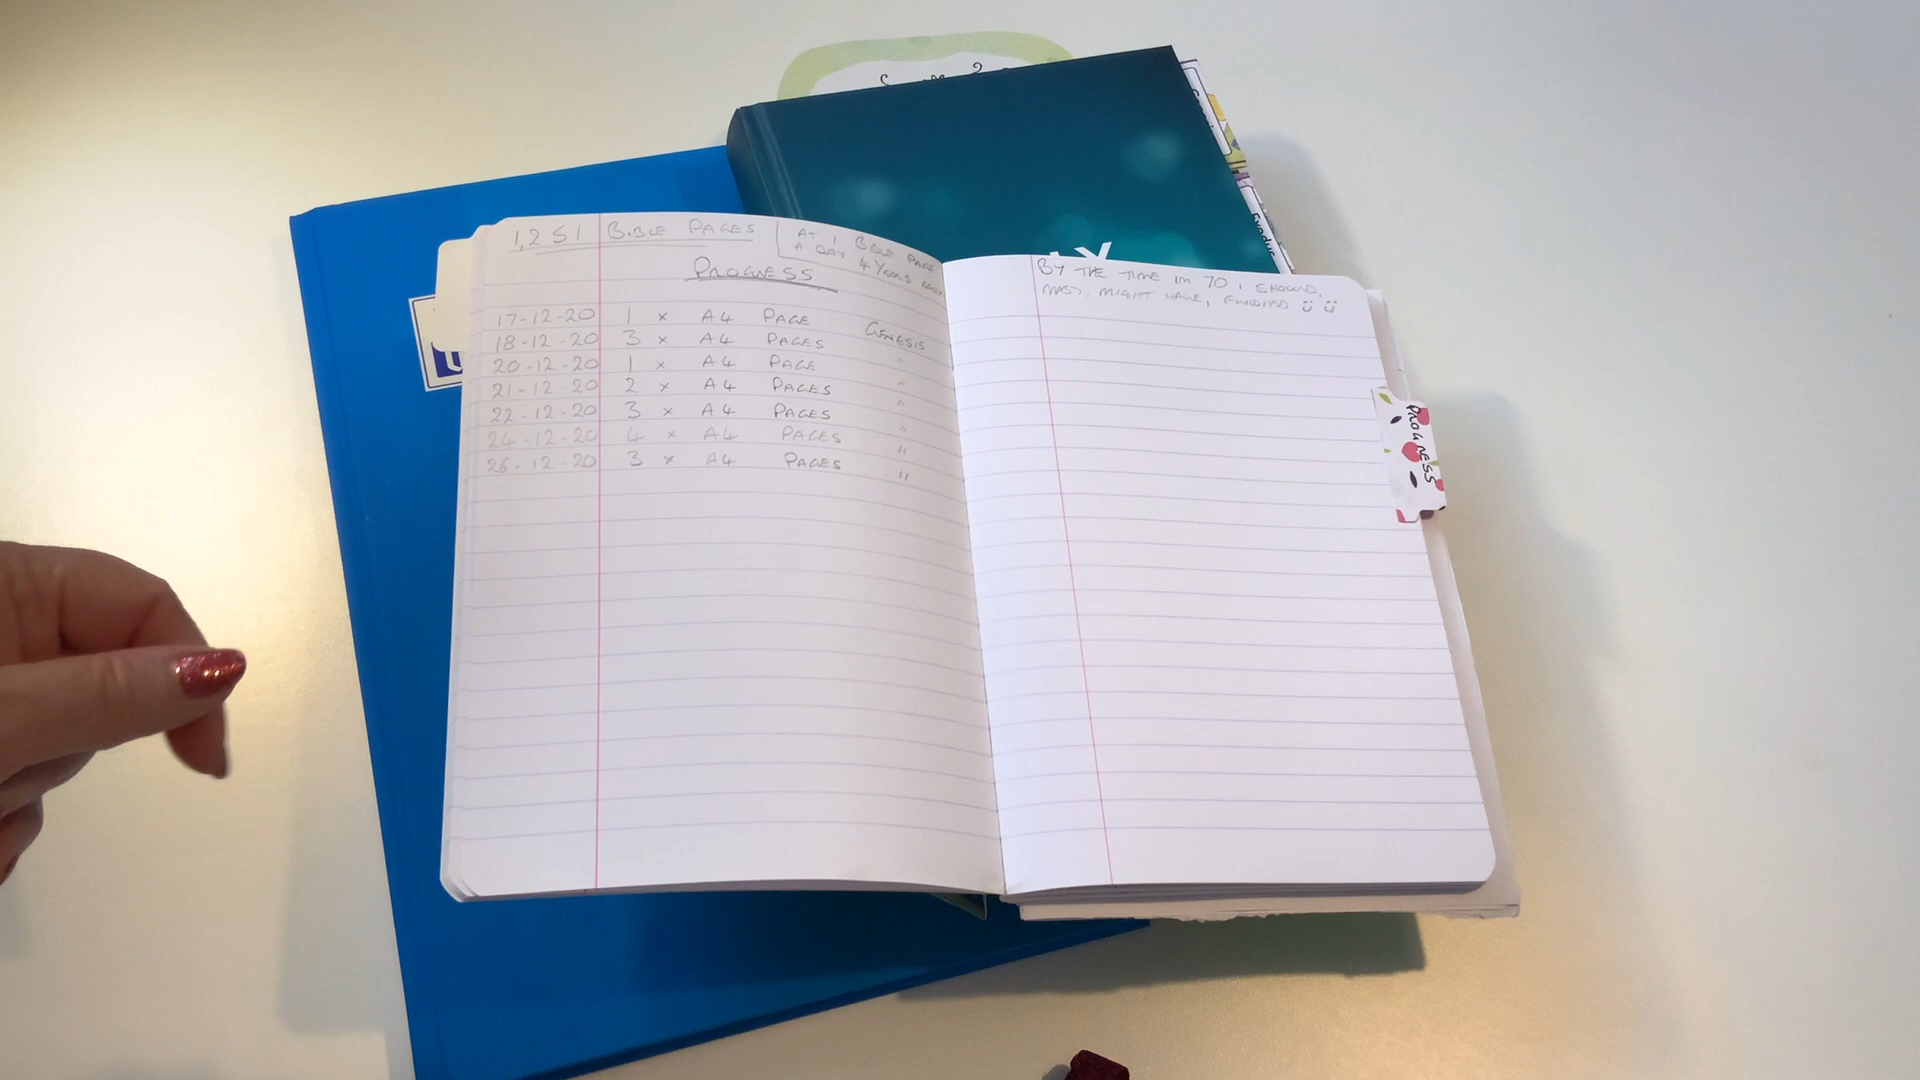 1,251 BIBLE PAGES
AT 1 BIBLE PAGE
A DAY 4 YEARS
PROGRESS
17-12-20 1 x A4 PAGE GENESIS
18-12-20 3 x A4 PAGES "
20-12-20 1 x A4 PAGE "
21-12-20 2 x A4 PAGES "
22-12-20 3 x A4 PAGES "
24-12-20 4 x A4 PAGES "
26-12-20 3 x A4 PAGES "
BY THE TIME IM 70 I SHOULD,
MAY, MIGHT HAVE, FINISHED
PROGRESS
Exodus